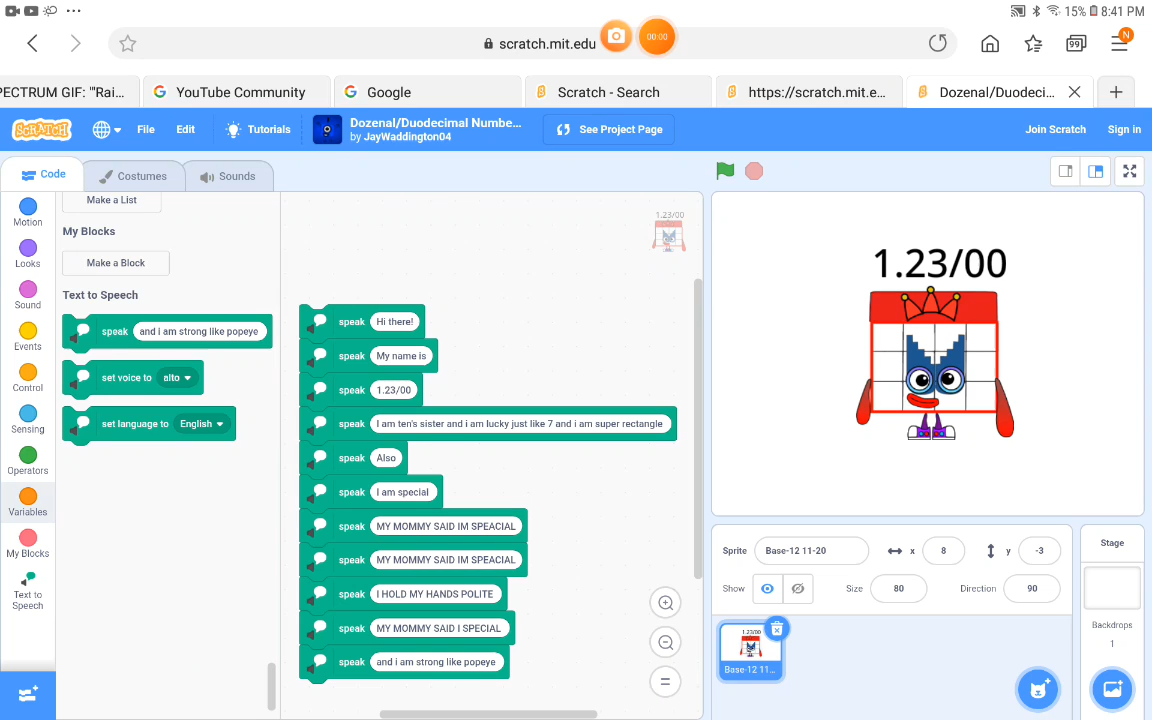 15% 8:41 PM
scratch.mit.edu
00:00
99
N
PECTRUM GIF: "'Rai...
G YouTube Community
G Google
Scratch - Search
https://scratch.mit.e...
Dozenal/Duodeci...
SCRATCH
File
Edit
Tutorials
Dozenal/Duodecimal Numbe...
by JayWaddington04
See Project Page
Join Scratch
Sign in
Code
Costumes
Sounds
Motion
Looks
Sound
Events
Control
Sensing
Operators
Variables
My Blocks
Text to
Speech
Make a List
My Blocks
Make a Block
Text to Speech
speak and i am strong like popeye
set voice to alto
set language to English
1.23/00
speak Hi there!
speak My name is
speak 1.23/00
speak I am ten's sister and i am lucky just like 7 and i am super rectangle
speak Also
speak I am special
speak MY MOMMY SAID IM SPEACIAL
speak MY MOMMY SAID IM SPEACIAL
speak I HOLD MY HANDS POLITE
speak MY MOMMY SAID I SPECIAL
speak and i am strong like popeye
1.23/00
Sprite Base-12 11-20 x 8 y -3
Show Size 80 Direction 90
1.23/00
Base-12 11...
Stage
Backdrops
1